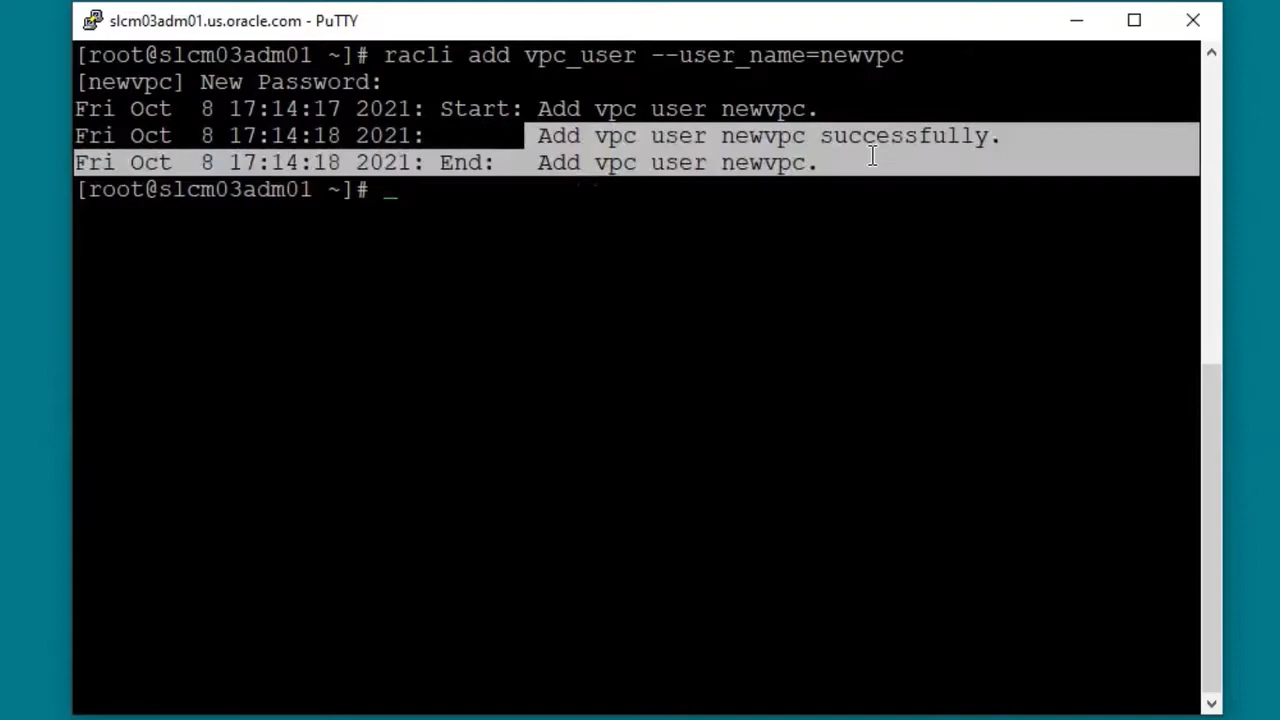 slcm03adm01.us.oracle.com - PuTTY
[root@slcm03adm01 ~]# racli add vpc_user --user_name=newvpc
[newvpc] New Password:
Fri Oct  8 17:14:17 2021: Start: Add vpc user newvpc.
Fri Oct  8 17:14:18 2021:        Add vpc user newvpc successfully.
Fri Oct  8 17:14:18 2021: End:   Add vpc user newvpc.
[root@slcm03adm01 ~]# _